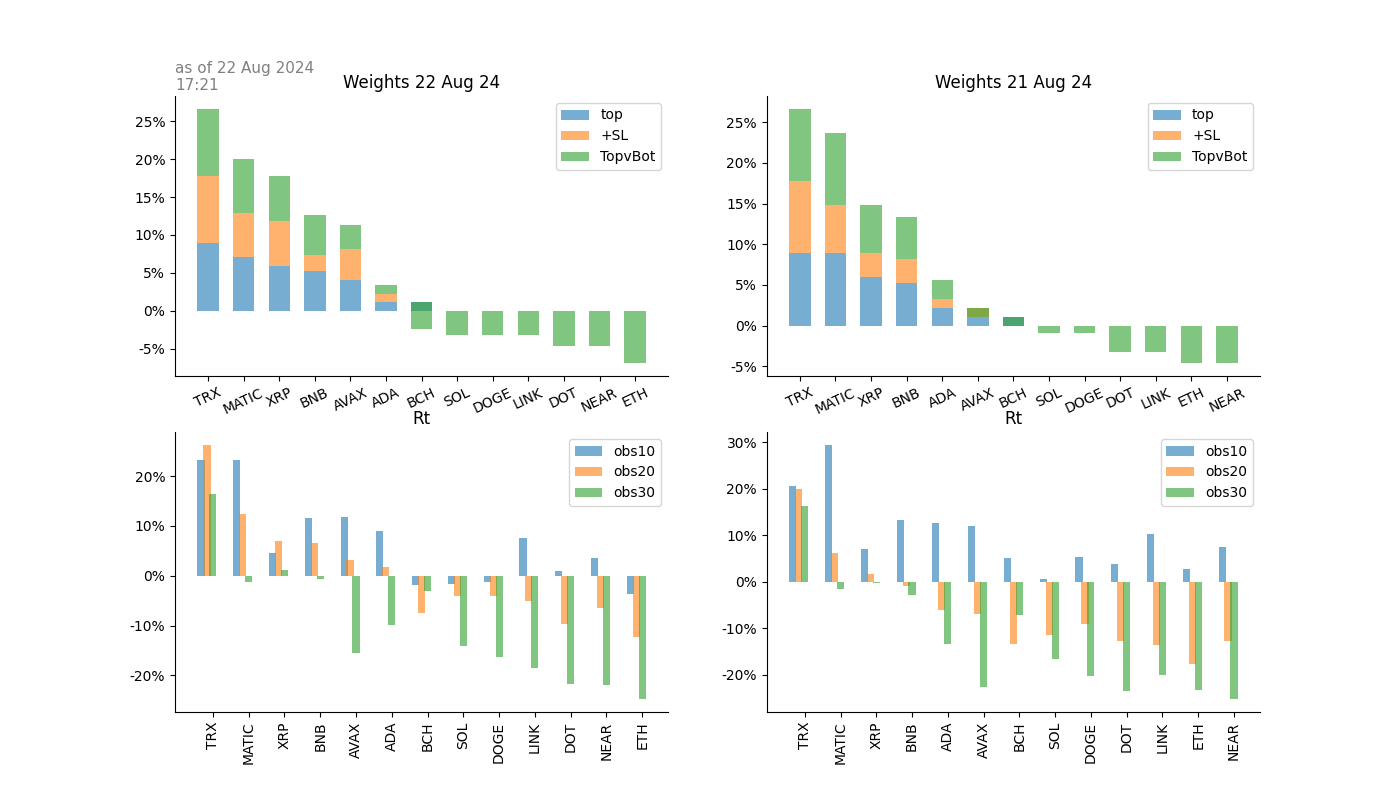 as of 22 Aug 2024
17:21
Weights 22 Aug 24
25%
20%
15%
10%
5%
0%
-5%
top
+SL
TopvBot
TRX MATIC XRP BNB AVAX ADA BCH SOL DOGE LINK DOT NEAR ETH
Weights 21 Aug 24
25%
20%
15%
10%
5%
0%
-5%
top
+SL
TopvBot
TRX MATIC XRP BNB ADA AVAX BCH SOL DOGE DOT LINK ETH NEAR
Rt
20%
10%
0%
-10%
-20%
obs10
obs20
obs30
TRX MATIC XRP BNB AVAX ADA BCH SOL DOGE LINK DOT NEAR ETH
Rt
30%
20%
10%
0%
-10%
-20%
obs10
obs20
obs30
TRX MATIC XRP BNB ADA AVAX BCH SOL DOGE DOT LINK ETH NEAR